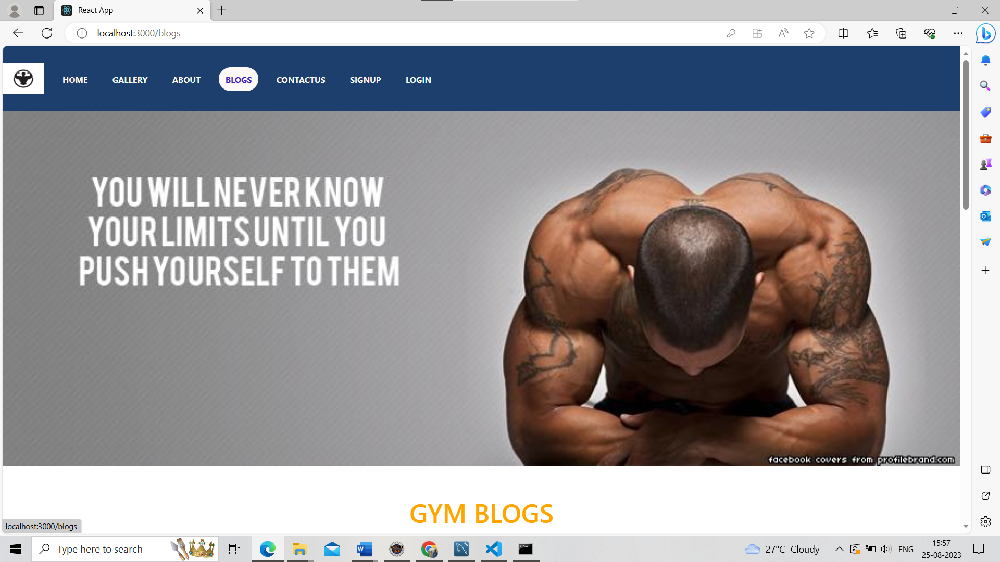 React App
localhost:3000/blogs
HOME GALLERY ABOUT BLOGS CONTACTUS SIGNUP LOGIN
YOU WILL NEVER KNOW
YOUR LIMITS UNTIL YOU
PUSH YOURSELF TO THEM
facebook covers from profilebrand.com
GYM BLOGS
localhost:3000/blogs
Type here to search
27°C Cloudy
ENG
15:57
25-08-2023